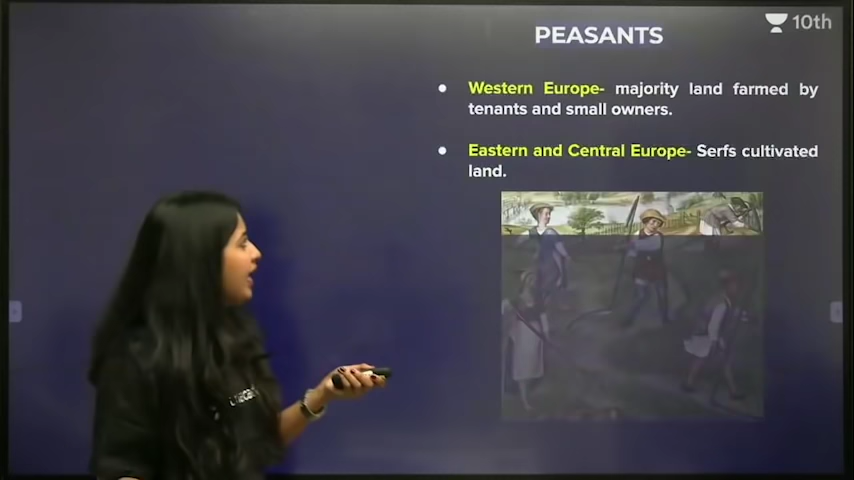 PEASANTS
10th
● Western Europe- majority land farmed by
tenants and small owners.
● Eastern and Central Europe- Serfs cultivated
land.